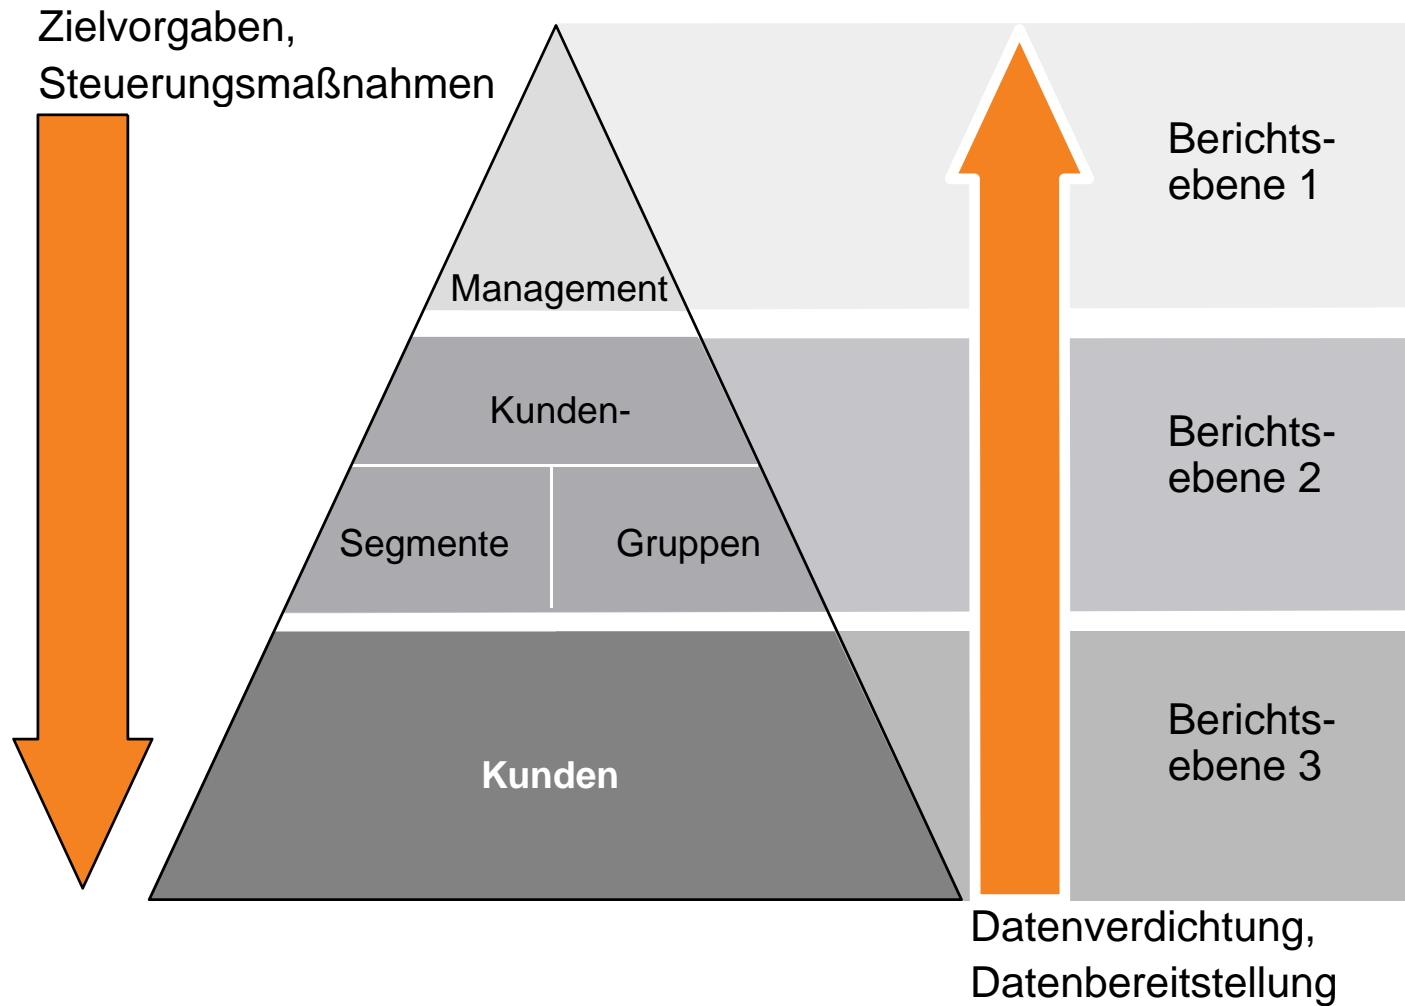 Zielvorgaben,
Steuerungsmaßnahmen
Management
Berichts-
ebene 1
Kunden-
Segmente
Gruppen
Berichts-
ebene 2
Kunden
Berichts-
ebene 3
Datenverdichtung,
Datenbereitstellung